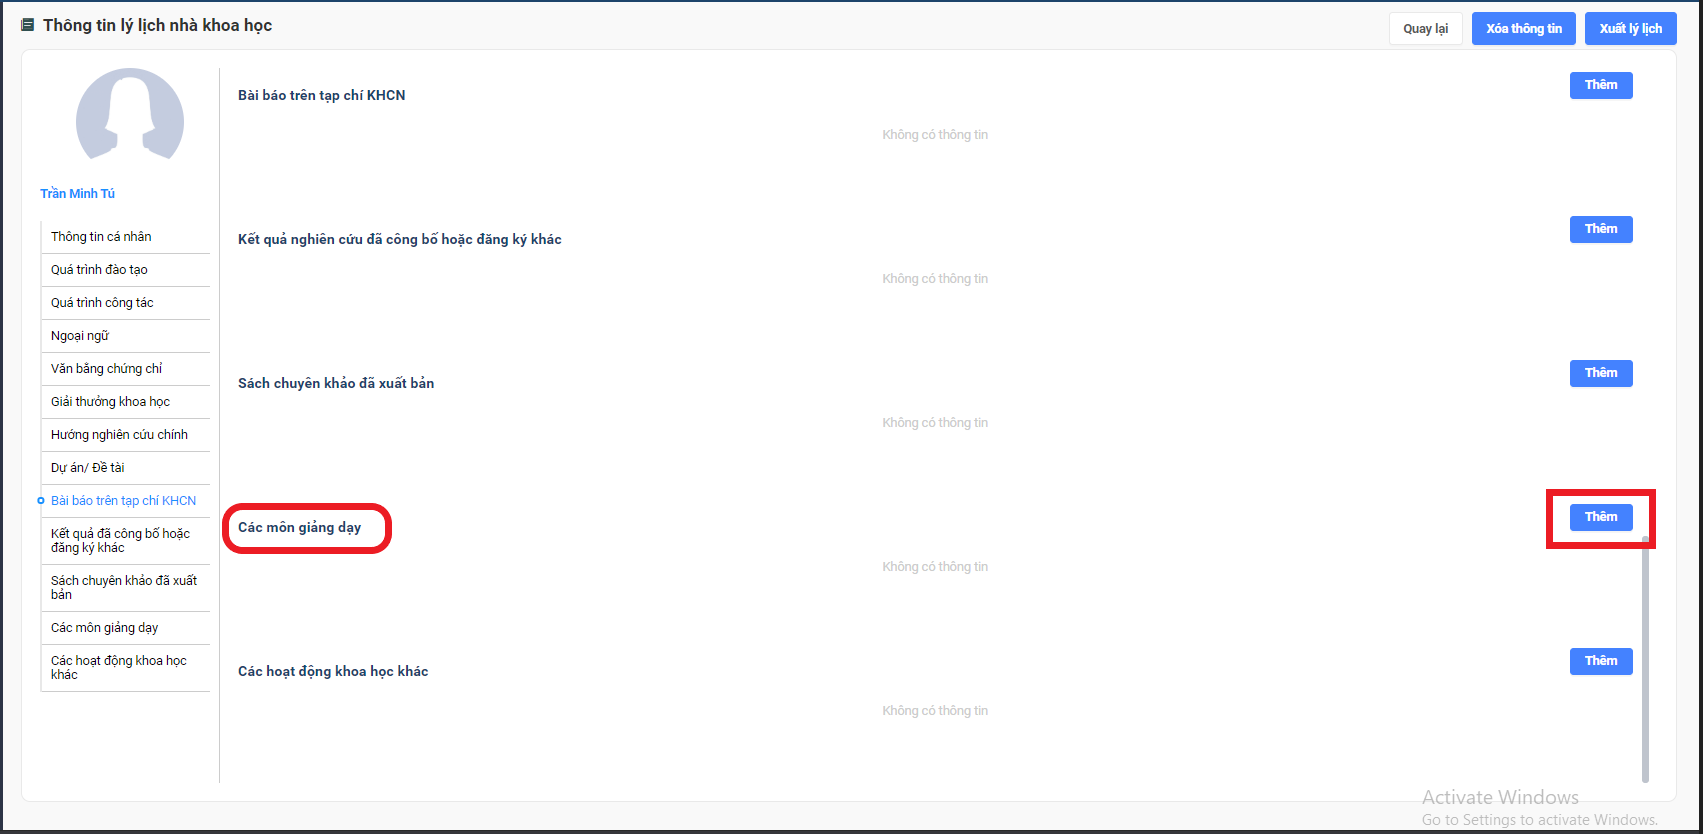 Thông tin lý lịch nhà khoa học
Quay lại
Xóa thông tin
Xuất lý lịch
Trần Minh Tú
Thông tin cá nhân
Quá trình đào tạo
Quá trình công tác
Ngoại ngữ
Văn bằng chứng chỉ
Giải thưởng khoa học
Hướng nghiên cứu chính
Dự án/ Đề tài
Bài báo trên tạp chí KHCN
Kết quả đã công bố hoặc
đăng ký khác
Sách chuyên khảo đã xuất
bản
Các môn giảng dạy
Các hoạt động khoa học
khác
Bài báo trên tạp chí KHCN
Thêm
Không có thông tin
Kết quả nghiên cứu đã công bố hoặc đăng ký khác
Thêm
Không có thông tin
Sách chuyên khảo đã xuất bản
Thêm
Không có thông tin
Các môn giảng dạy
Thêm
Không có thông tin
Các hoạt động khoa học khác
Thêm
Không có thông tin
Activate Windows
Go to Settings to activate Windows.